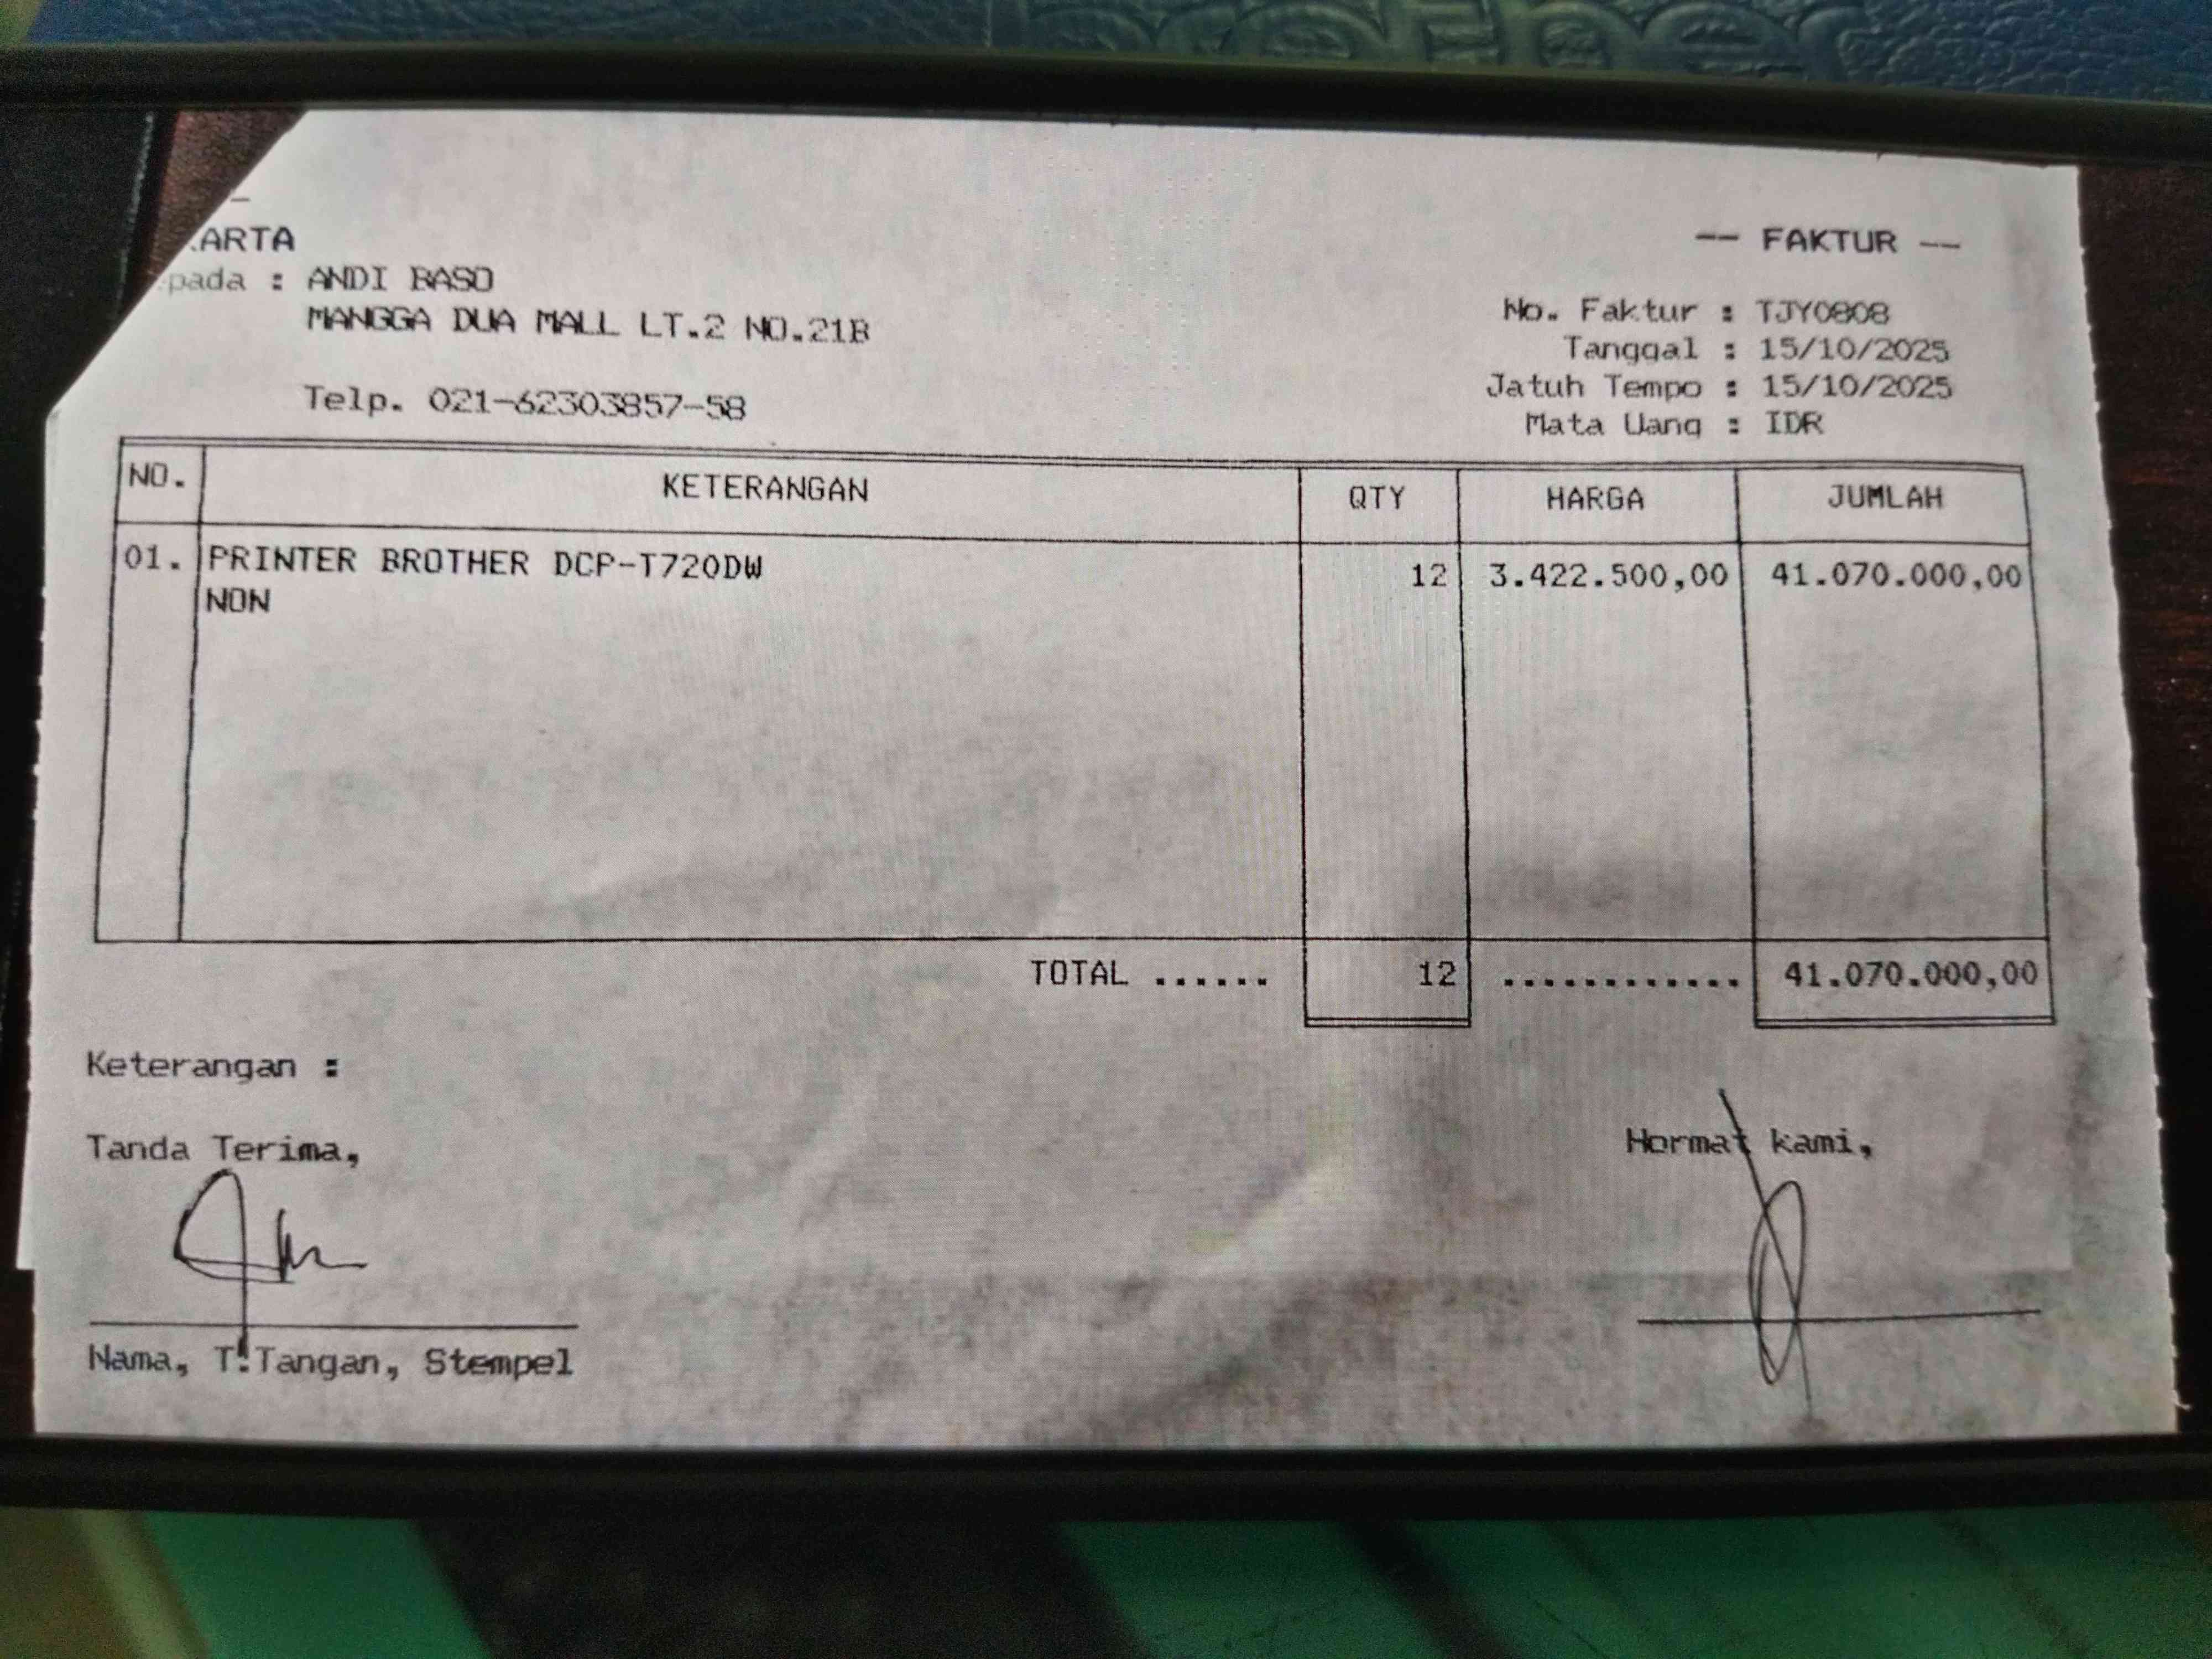 ARTA
-- FAKTUR --
pada : ANDI BASO
MANGGA DUA MALL LT.2 NO.21B
Telp. 021-62303857-58
No. Faktur : TJY0808
Tanggal : 15/10/2025
Jatuh Tempo : 15/10/2025
Mata Uang : IDR
NO. KETERANGAN QTY HARGA JUMLAH
01. PRINTER BROTHER DCP-T720DW 12 3.422.500,00 41.070.000,00
NON
TOTAL ...... 12 ............ 41.070.000,00
Keterangan :
Tanda Terima,
Hormat kami,
Nama, T.Tangan, Stempel